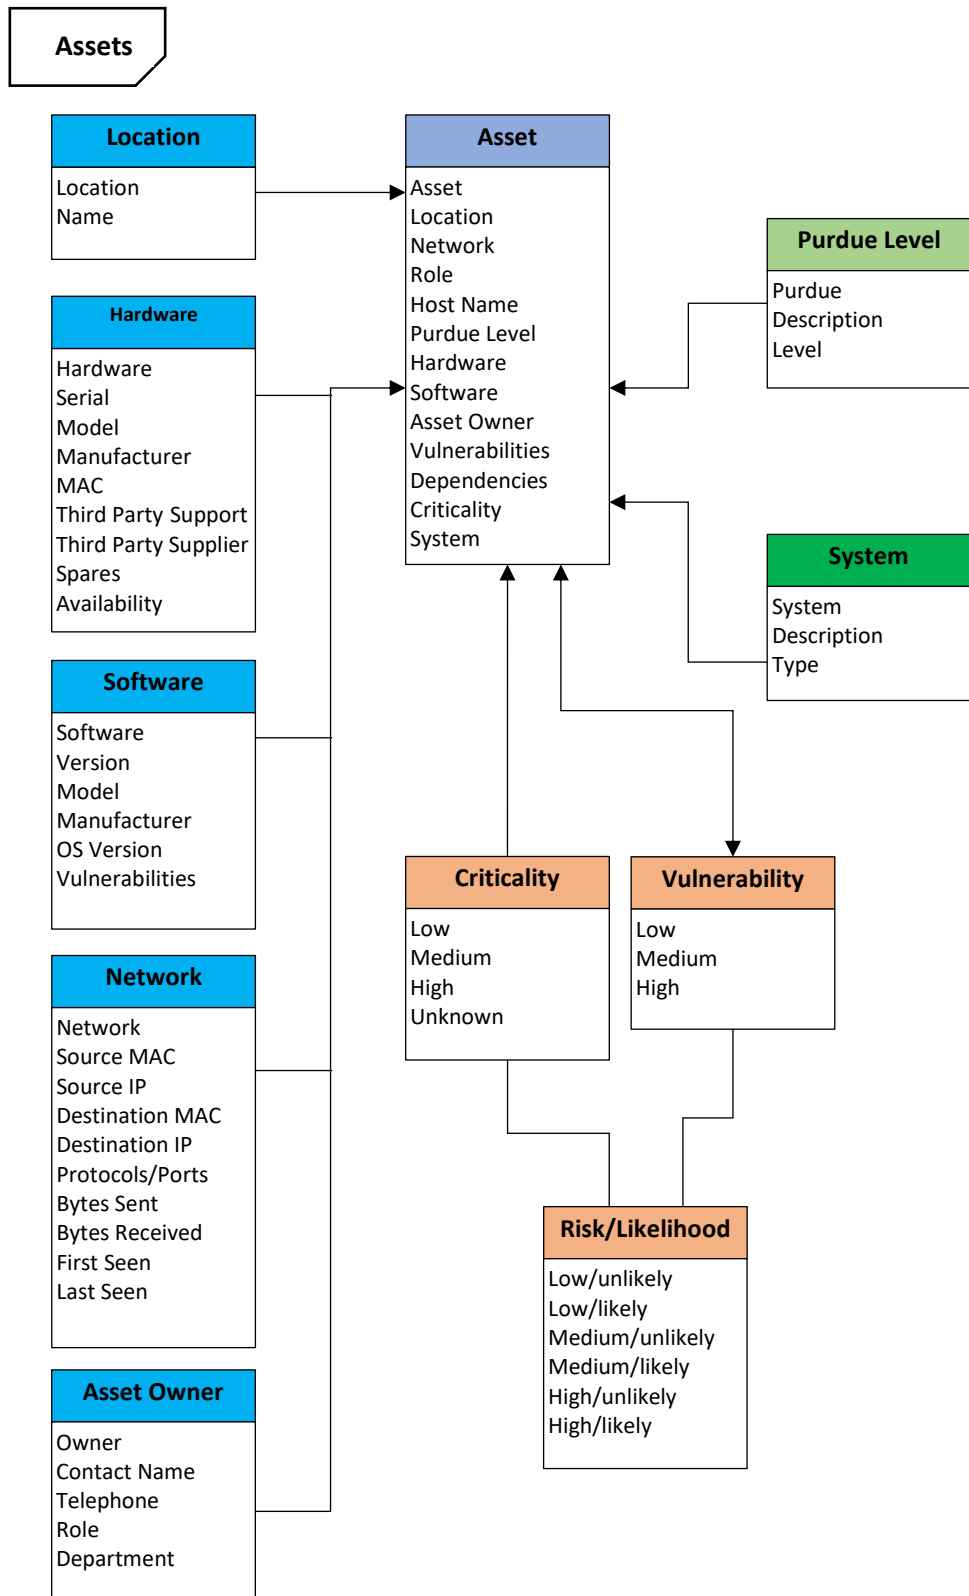 Assets
Location
Location
Name
Hardware
Hardware
Serial
Model
Manufacturer
MAC
Third Party Support
Third Party Supplier
Spares
Availability
Software
Software
Version
Model
Manufacturer
OS Version
Vulnerabilities
Network
Network
Source MAC
Source IP
Destination MAC
Destination IP
Protocols/Ports
Bytes Sent
Bytes Received
First Seen
Last Seen
Asset Owner
Owner
Contact Name
Telephone
Role
Department
Asset
Asset
Location
Network
Role
Host Name
Purdue Level
Hardware
Software
Asset Owner
Vulnerabilities
Dependencies
Criticality
System
Purdue Level
Purdue
Description
Level
System
System
Description
Type
Criticality
Low
Medium
High
Unknown
Vulnerability
Low
Medium
High
Risk/Likelihood
Low/unlikely
Low/likely
Medium/unlikely
Medium/likely
High/unlikely
High/likely